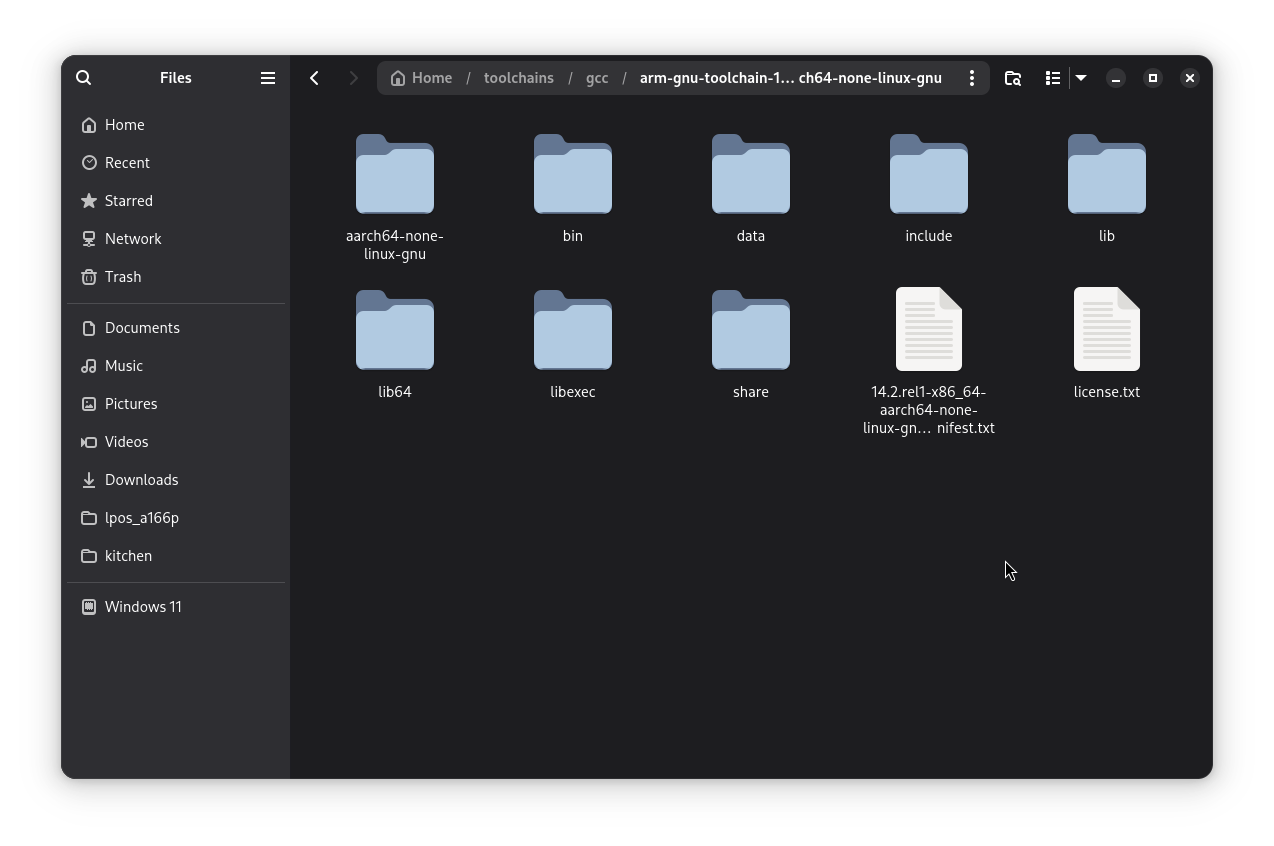 Files
Home / toolchains / gcc / arm-gnu-toolchain-1… ch64-none-linux-gnu
Home
Recent
Starred
Network
Trash
Documents
Music
Pictures
Videos
Downloads
lpos_a166p
kitchen
Windows 11
aarch64-none-
linux-gnu
bin
data
include
lib
lib64
libexec
share
14.2.rel1-x86_64-
aarch64-none-
linux-gn… nifest.txt
license.txt